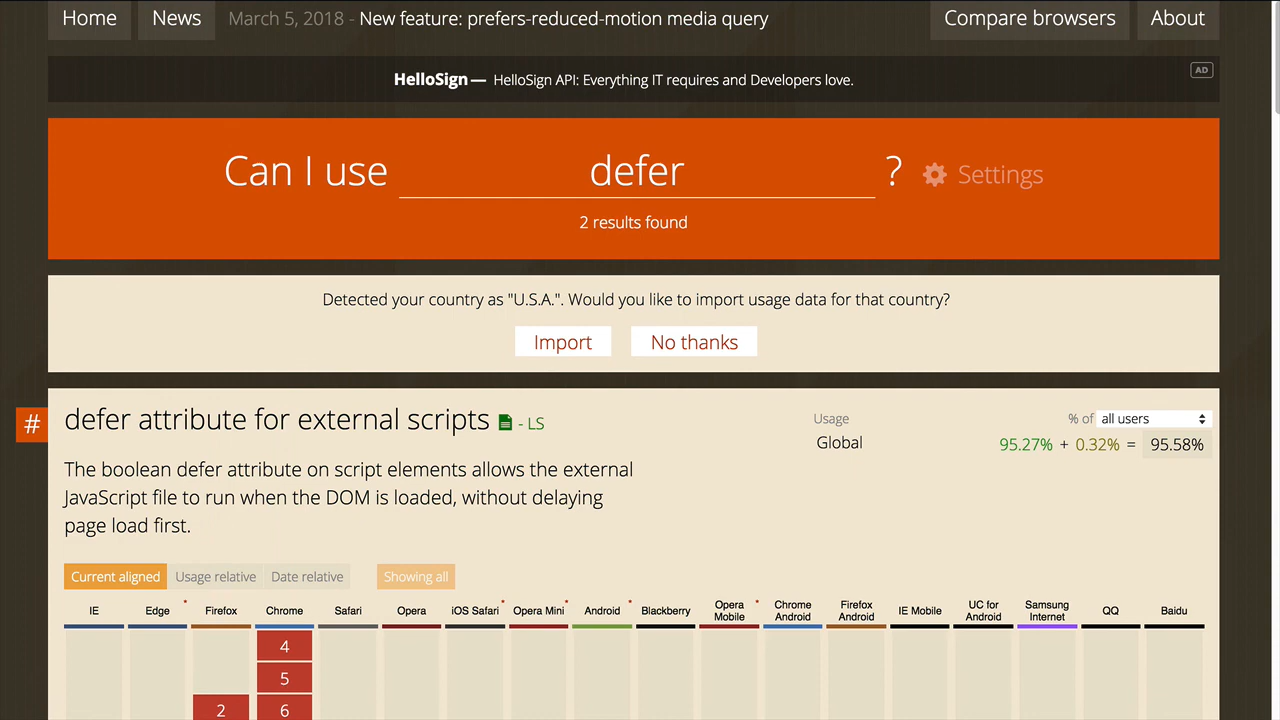 Home News March 5, 2018 - New feature: prefers-reduced-motion media query Compare browsers About
HelloSign — HelloSign API: Everything IT requires and Developers love. AD
Can I use defer ? Settings
2 results found
Detected your country as "U.S.A.". Would you like to import usage data for that country?
Import No thanks
# defer attribute for external scripts - LS
Usage % of all users
Global 95.27% + 0.32% = 95.58%
The boolean defer attribute on script elements allows the external
JavaScript file to run when the DOM is loaded, without delaying
page load first.
Current aligned Usage relative Date relative Showing all
IE Edge * Firefox Chrome Safari Opera iOS Safari * Opera Mini * Android * Blackberry Opera Mobile * Chrome Android Firefox Android IE Mobile UC for Android Samsung Internet QQ Baidu
4
5
2 6